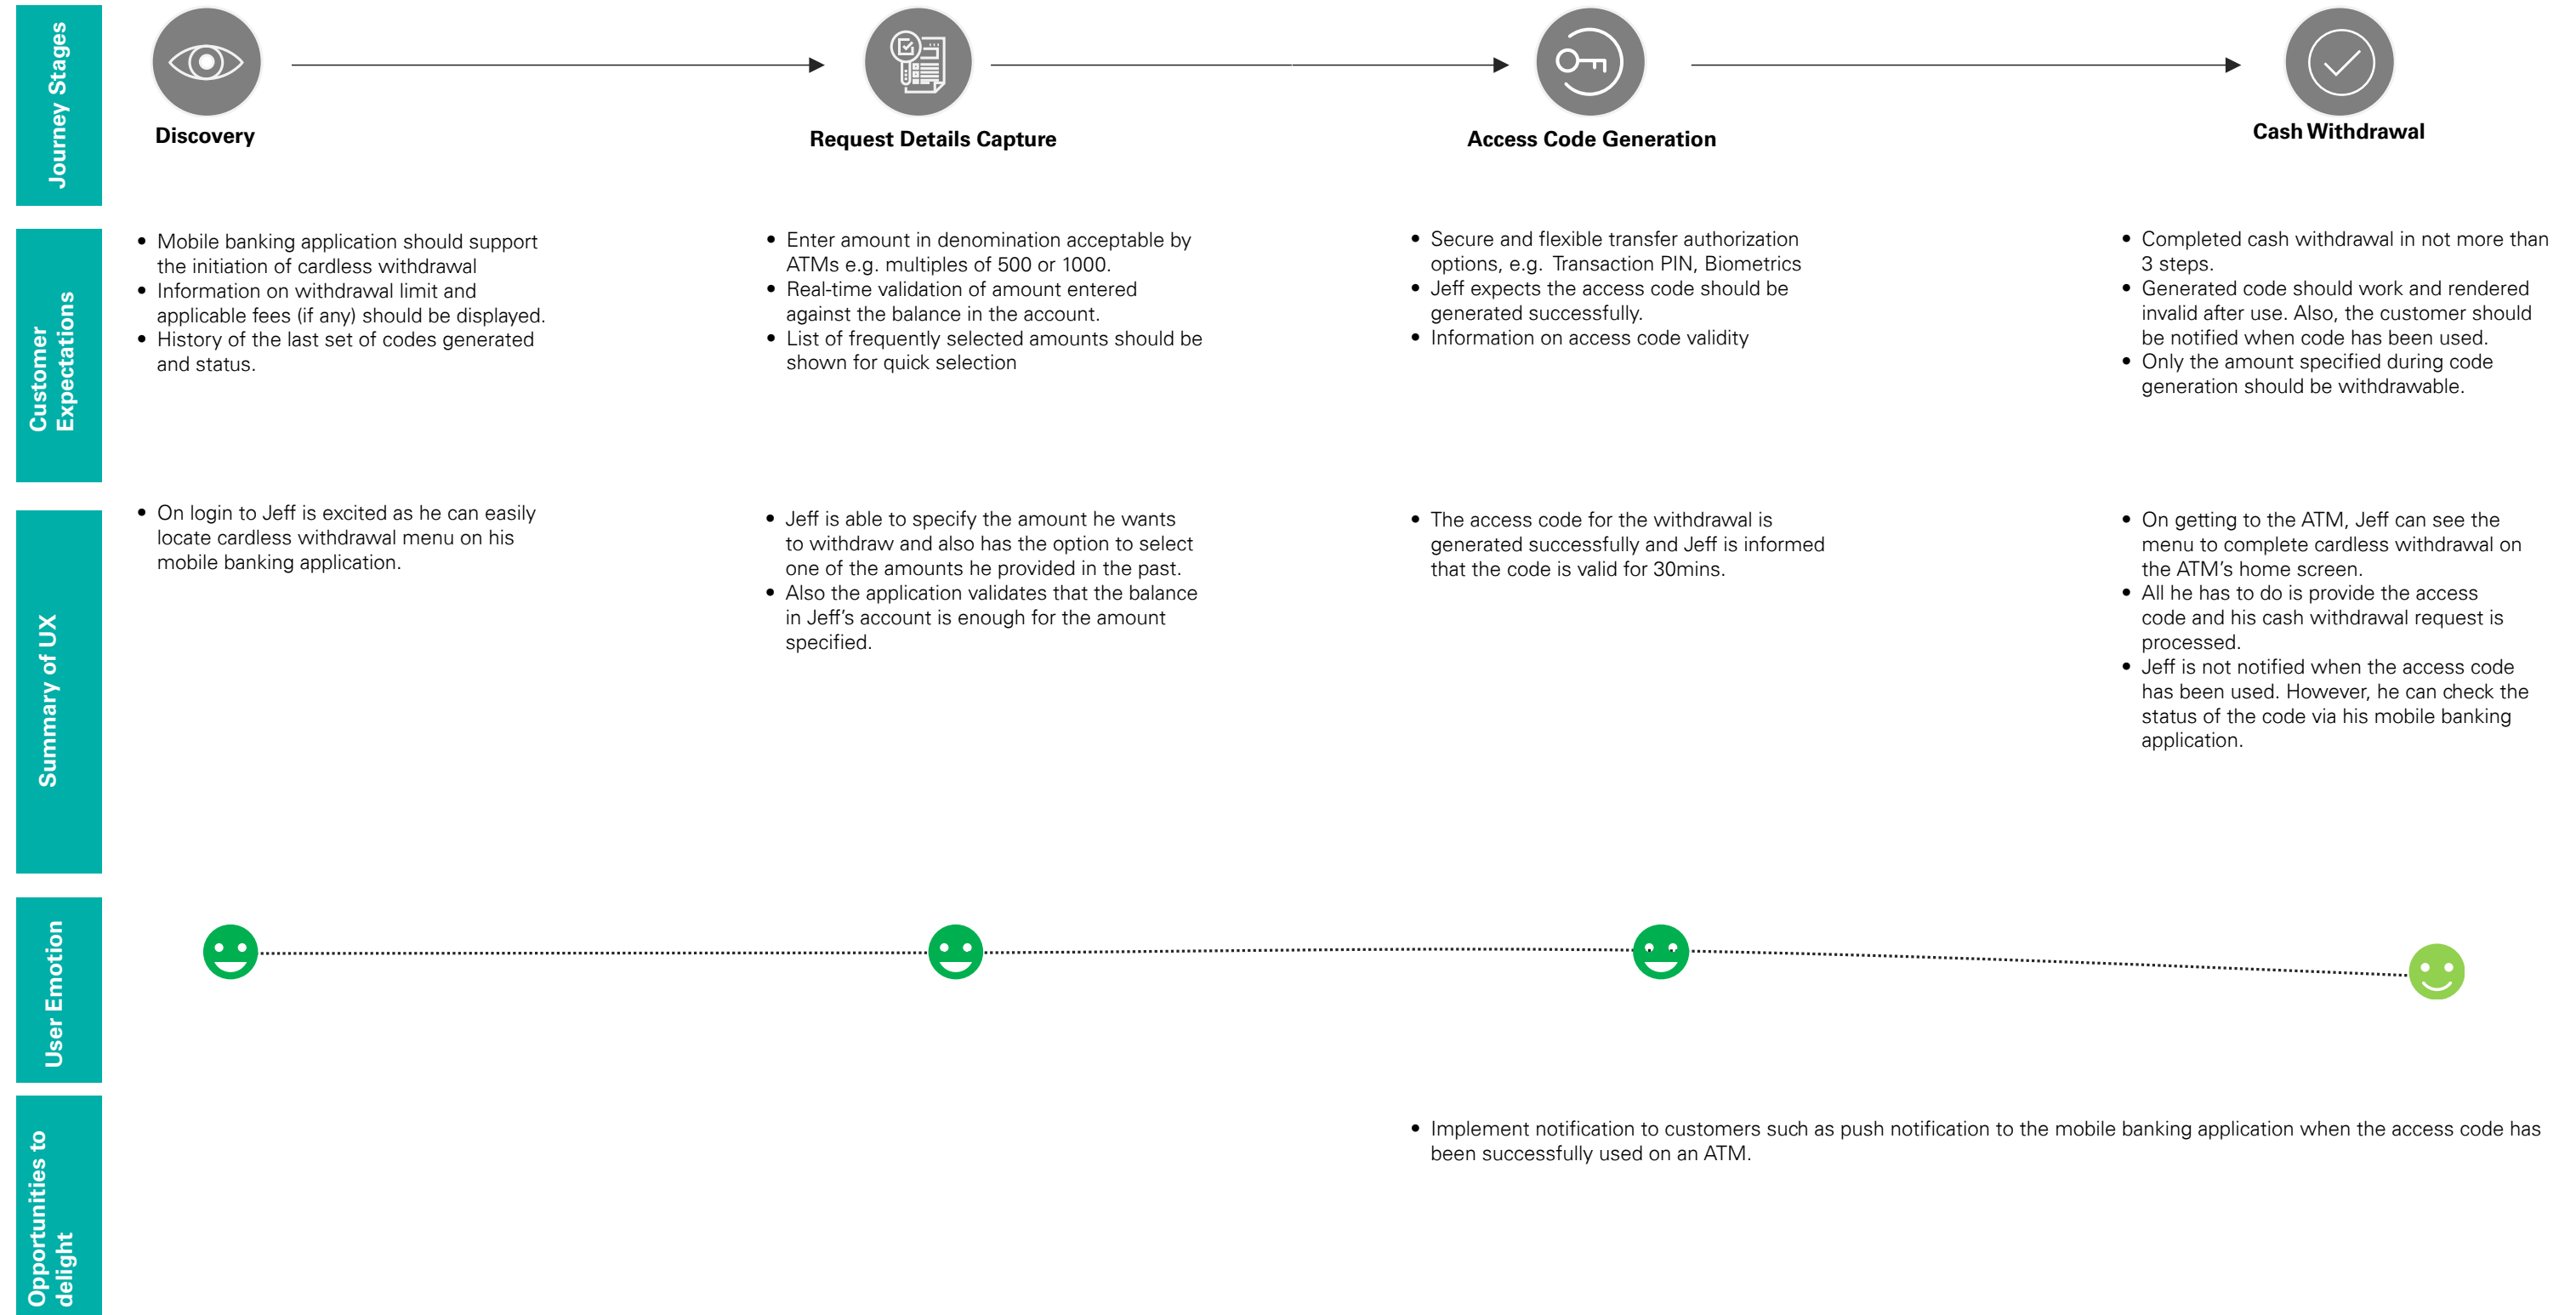 Journey Stages
Discovery
Request Details Capture
Access Code Generation
Cash Withdrawal
Customer
Expectations
• Mobile banking application should support
the initiation of cardless withdrawal
• Information on withdrawal limit and
applicable fees (if any) should be displayed.
• History of the last set of codes generated
and status.
• Enter amount in denomination acceptable by
ATMs e.g. multiples of 500 or 1000.
• Real-time validation of amount entered
against the balance in the account.
• List of frequently selected amounts should be
shown for quick selection
• Secure and flexible transfer authorization
options, e.g. Transaction PIN, Biometrics
• Jeff expects the access code should be
generated successfully.
• Information on access code validity
• Completed cash withdrawal in not more than
3 steps.
• Generated code should work and rendered
invalid after use. Also, the customer should
be notified when code has been used.
• Only the amount specified during code
generation should be withdrawable.
Summary of UX
• On login to Jeff is excited as he can easily
locate cardless withdrawal menu on his
mobile banking application.
• Jeff is able to specify the amount he wants
to withdraw and also has the option to select
one of the amounts he provided in the past.
• Also the application validates that the balance
in Jeff's account is enough for the amount
specified.
• The access code for the withdrawal is
generated successfully and Jeff is informed
that the code is valid for 30mins.
• On getting to the ATM, Jeff can see the
menu to complete cardless withdrawal on
the ATM's home screen.
• All he has to do is provide the access
code and his cash withdrawal request is
processed.
• Jeff is not notified when the access code
has been used. However, he can check the
status of the code via his mobile banking
application.
User Emotion
Opportunities to
delight
• Implement notification to customers such as push notification to the mobile banking application when the access code has
been successfully used on an ATM.